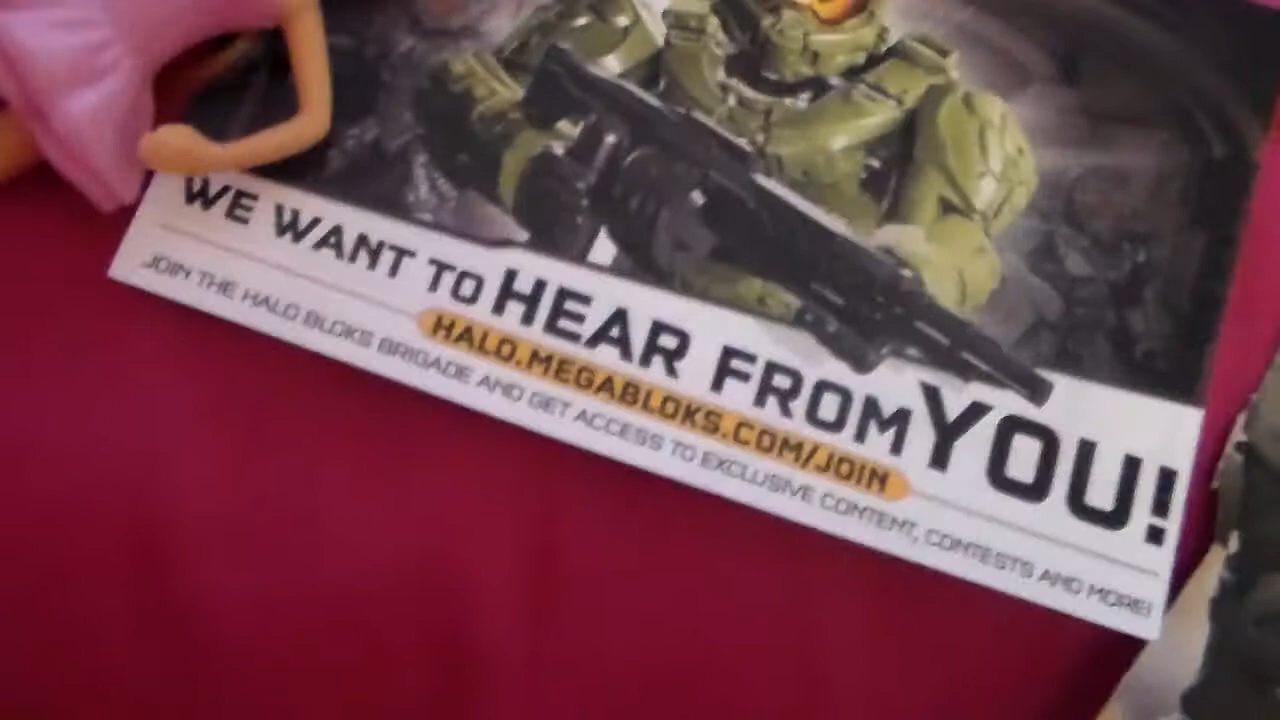 WE WANT TO HEAR FROM YOU!
HALO.MEGABLOKS.COM/JOIN
JOIN THE HALO BLOKS BRIGADE AND GET ACCESS TO EXCLUSIVE CONTENT, CONTESTS AND MORE!